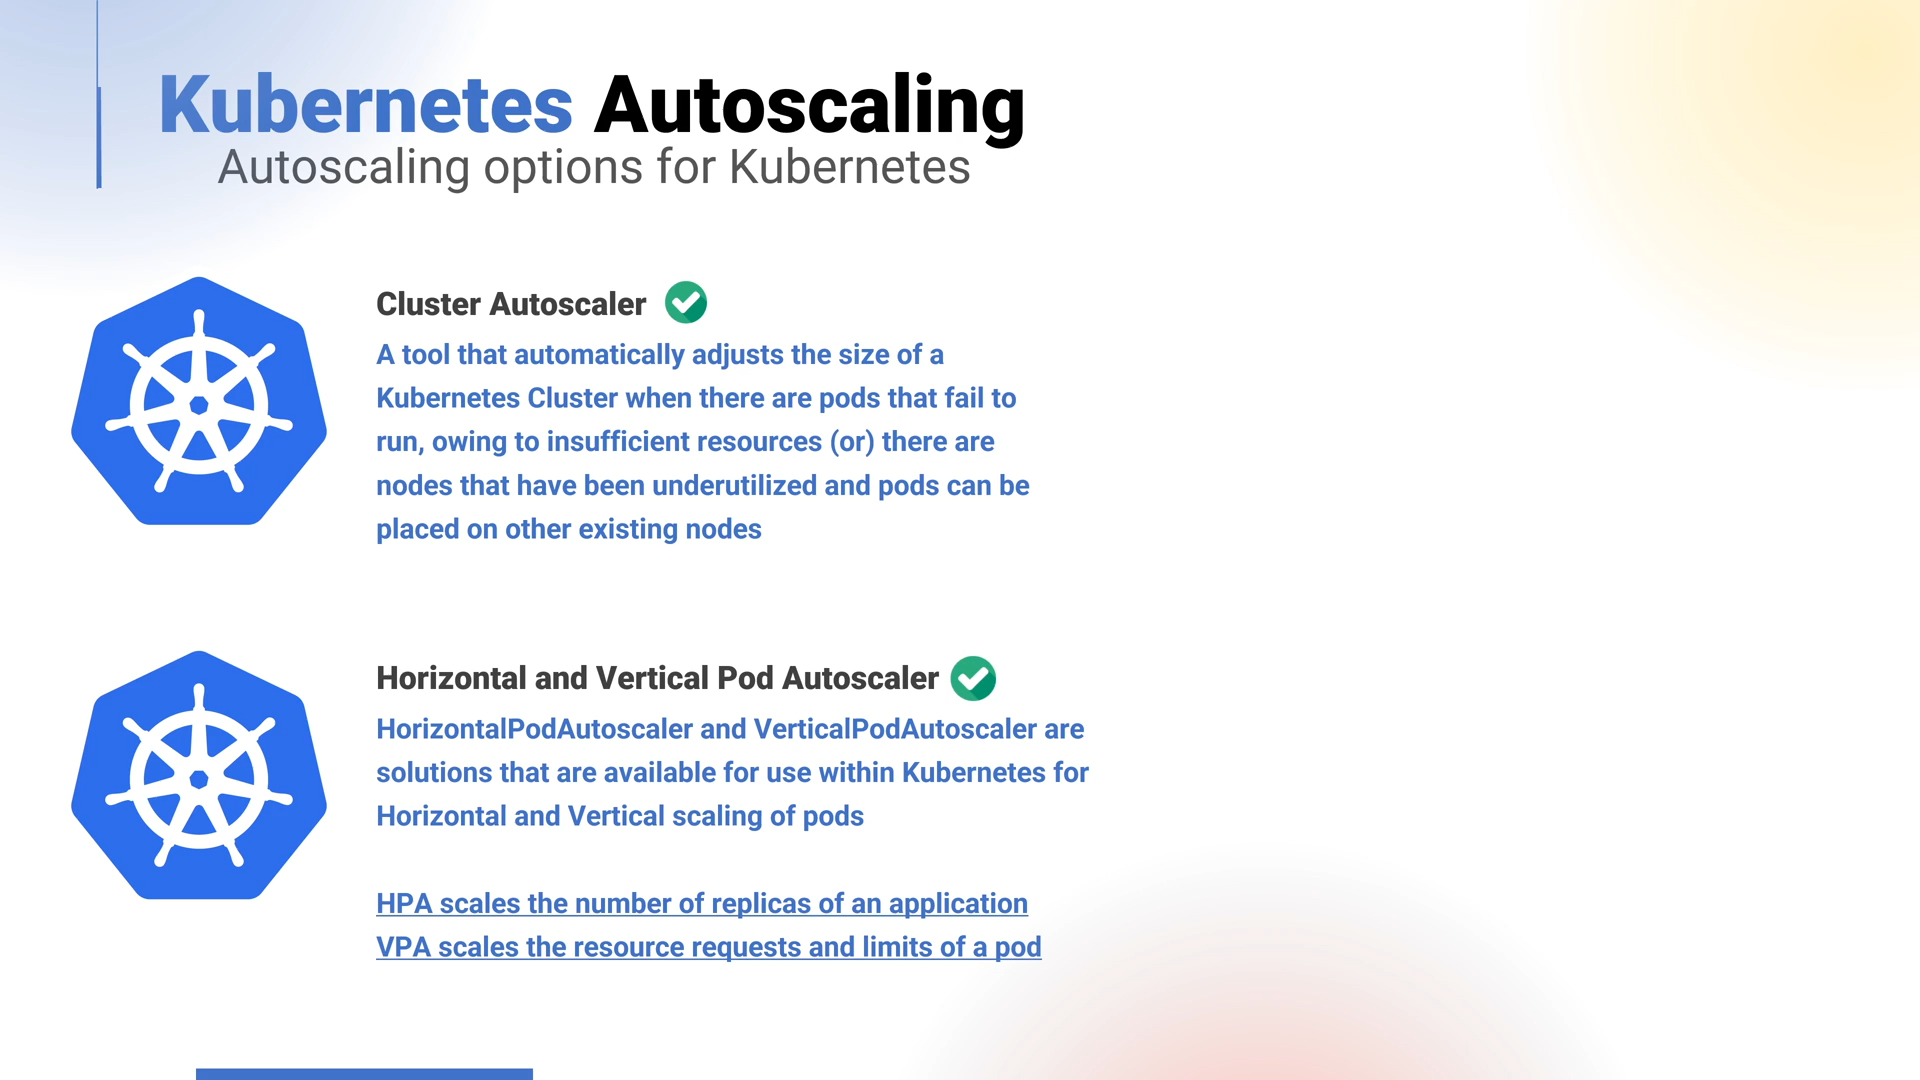 Kubernetes Autoscaling
Autoscaling options for Kubernetes
Cluster Autoscaler
A tool that automatically adjusts the size of a
Kubernetes Cluster when there are pods that fail to
run, owing to insufficient resources (or) there are
nodes that have been underutilized and pods can be
placed on other existing nodes
Horizontal and Vertical Pod Autoscaler
HorizontalPodAutoscaler and VerticalPodAutoscaler are
solutions that are available for use within Kubernetes for
Horizontal and Vertical scaling of pods
HPA scales the number of replicas of an application
VPA scales the resource requests and limits of a pod